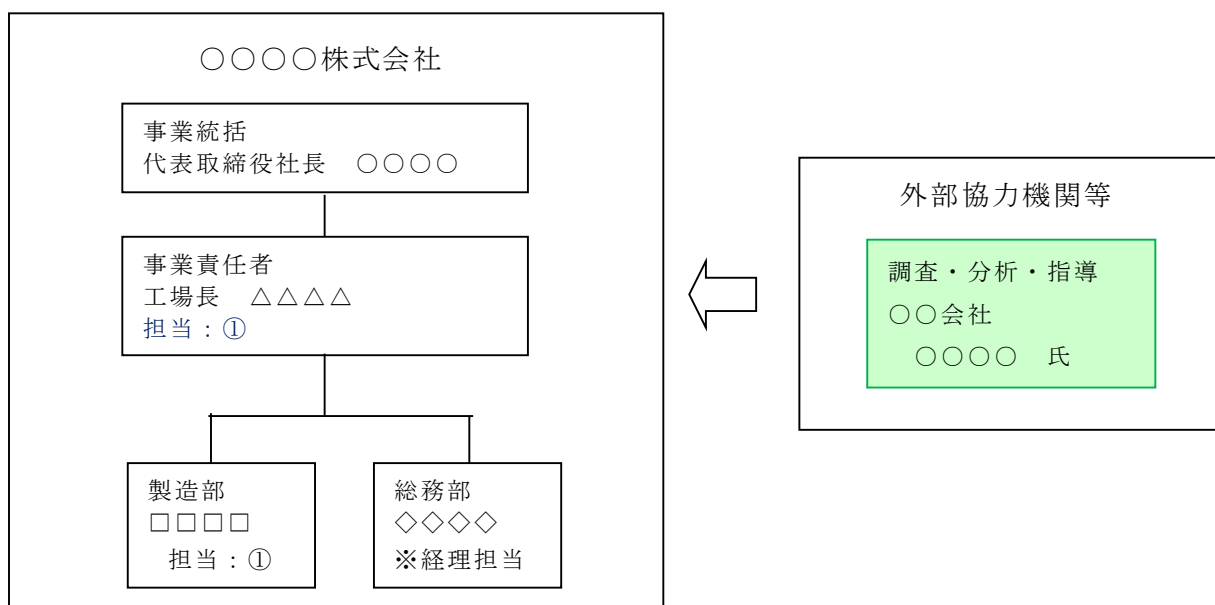 ○○○○株式会社
事業統括
代表取締役社長　○○○○
事業責任者
工場長　△△△△
担当：①
製造部
□□□□
担当：①
総務部
◇◇◇◇
※経理担当
外部協力機関等
調査・分析・指導
○○会社
○○○○　氏